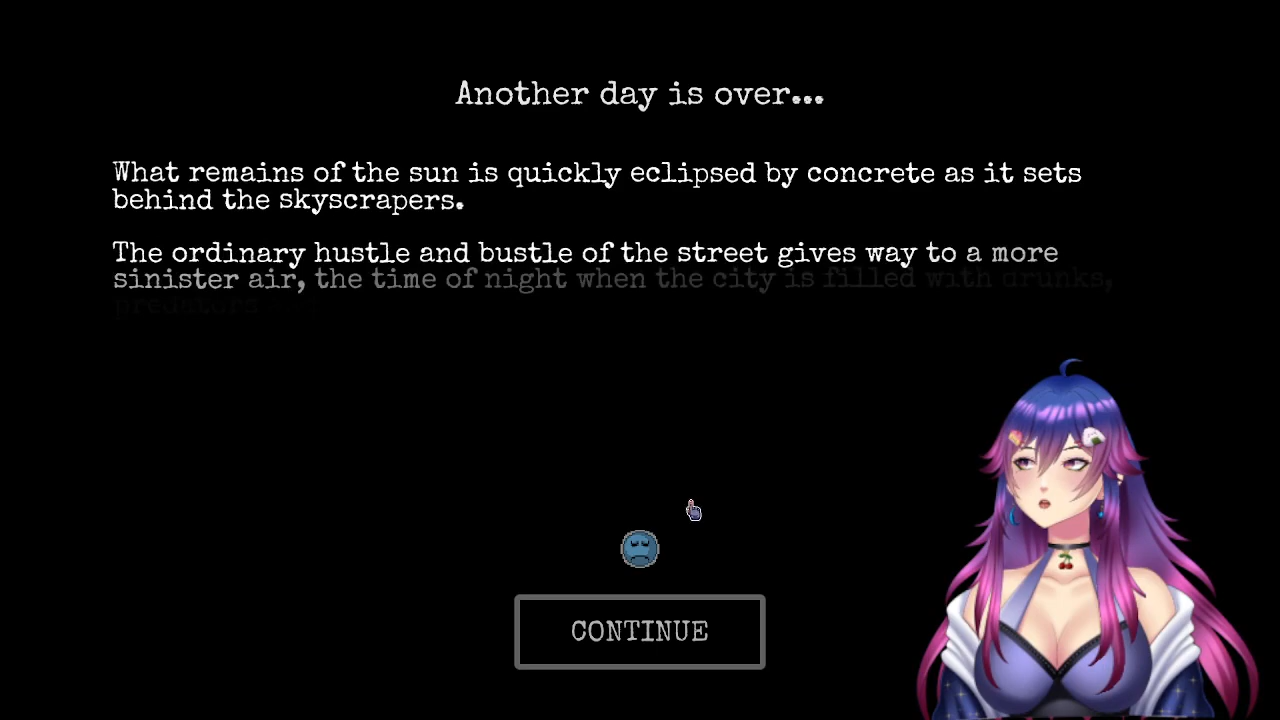 Another day is over...
What remains of the sun is quickly eclipsed by concrete as it sets
behind the skyscrapers.
The ordinary hustle and bustle of the street gives way to a more
sinister air, the time of night when the city is filled with drunks,
predators
CONTINUE